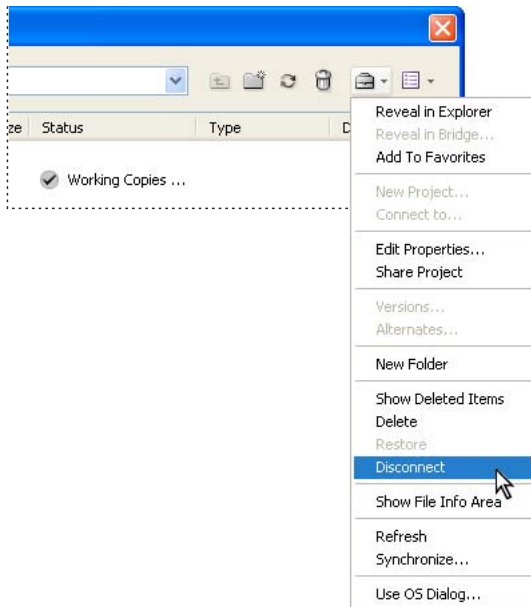 ze Status Type D
Working Copies ...
Reveal in Explorer
Reveal in Bridge...
Add To Favorites
New Project...
Connect to...
Edit Properties...
Share Project
Versions...
Alternates...
New Folder
Show Deleted Items
Delete
Restore
Disconnect
Show File Info Area
Refresh
Synchronize...
Use OS Dialog...